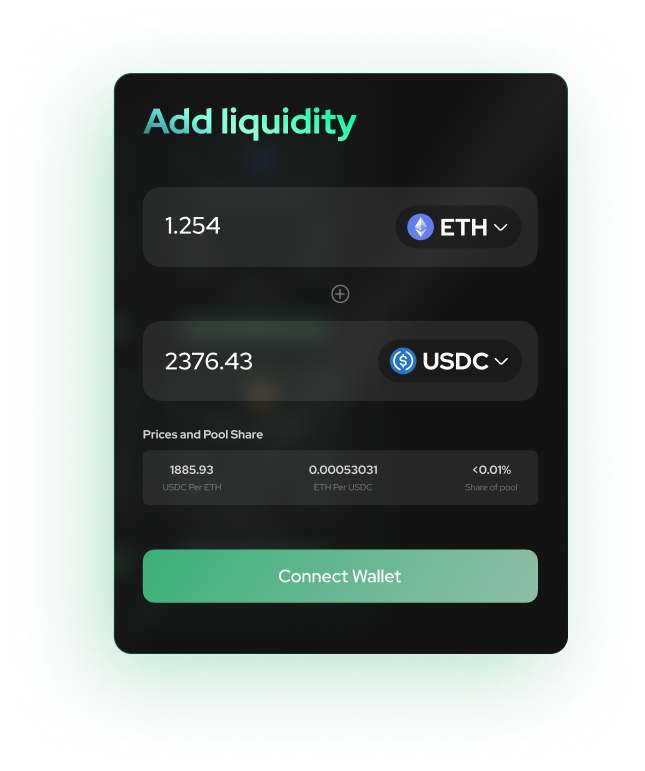 Add liquidity
1.254
ETH
2376.43
USDC
Prices and Pool Share
1885.93 0.00053031 <0.01%
USDC Per ETH ETH Per USDC Share of pool
Connect Wallet